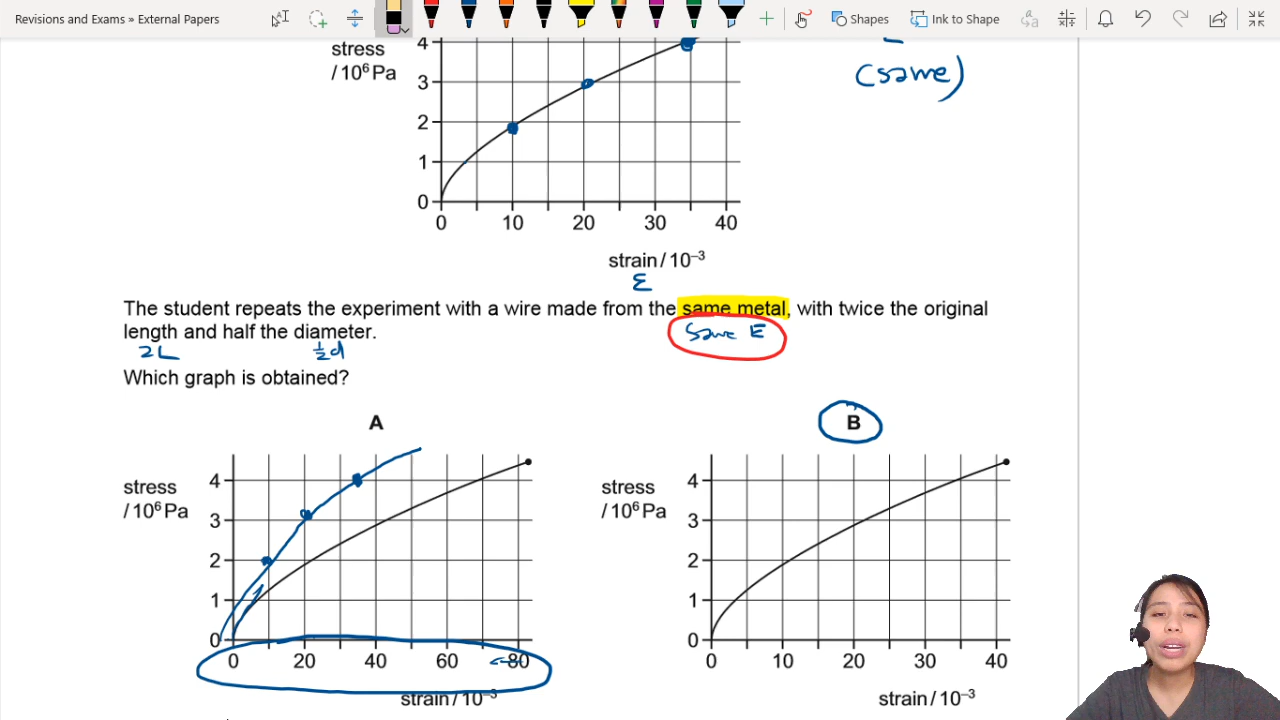 Revisions and Exams » External Papers
Shapes
Ink to Shape
stress
/ 10⁶ Pa
4
3
2
1
0
0 10 20 30 40
(same)
strain / 10⁻³
ε
The student repeats the experiment with a wire made from the same metal, with twice the original
length and half the diameter.
same E
2L
½d
Which graph is obtained?
A
stress
/ 10⁶ Pa
4
3
2
1
0
0 20 40 60 80
strain / 10⁻³
B
stress
/ 10⁶ Pa
4
3
2
1
0
0 10 20 30 40
strain / 10⁻³